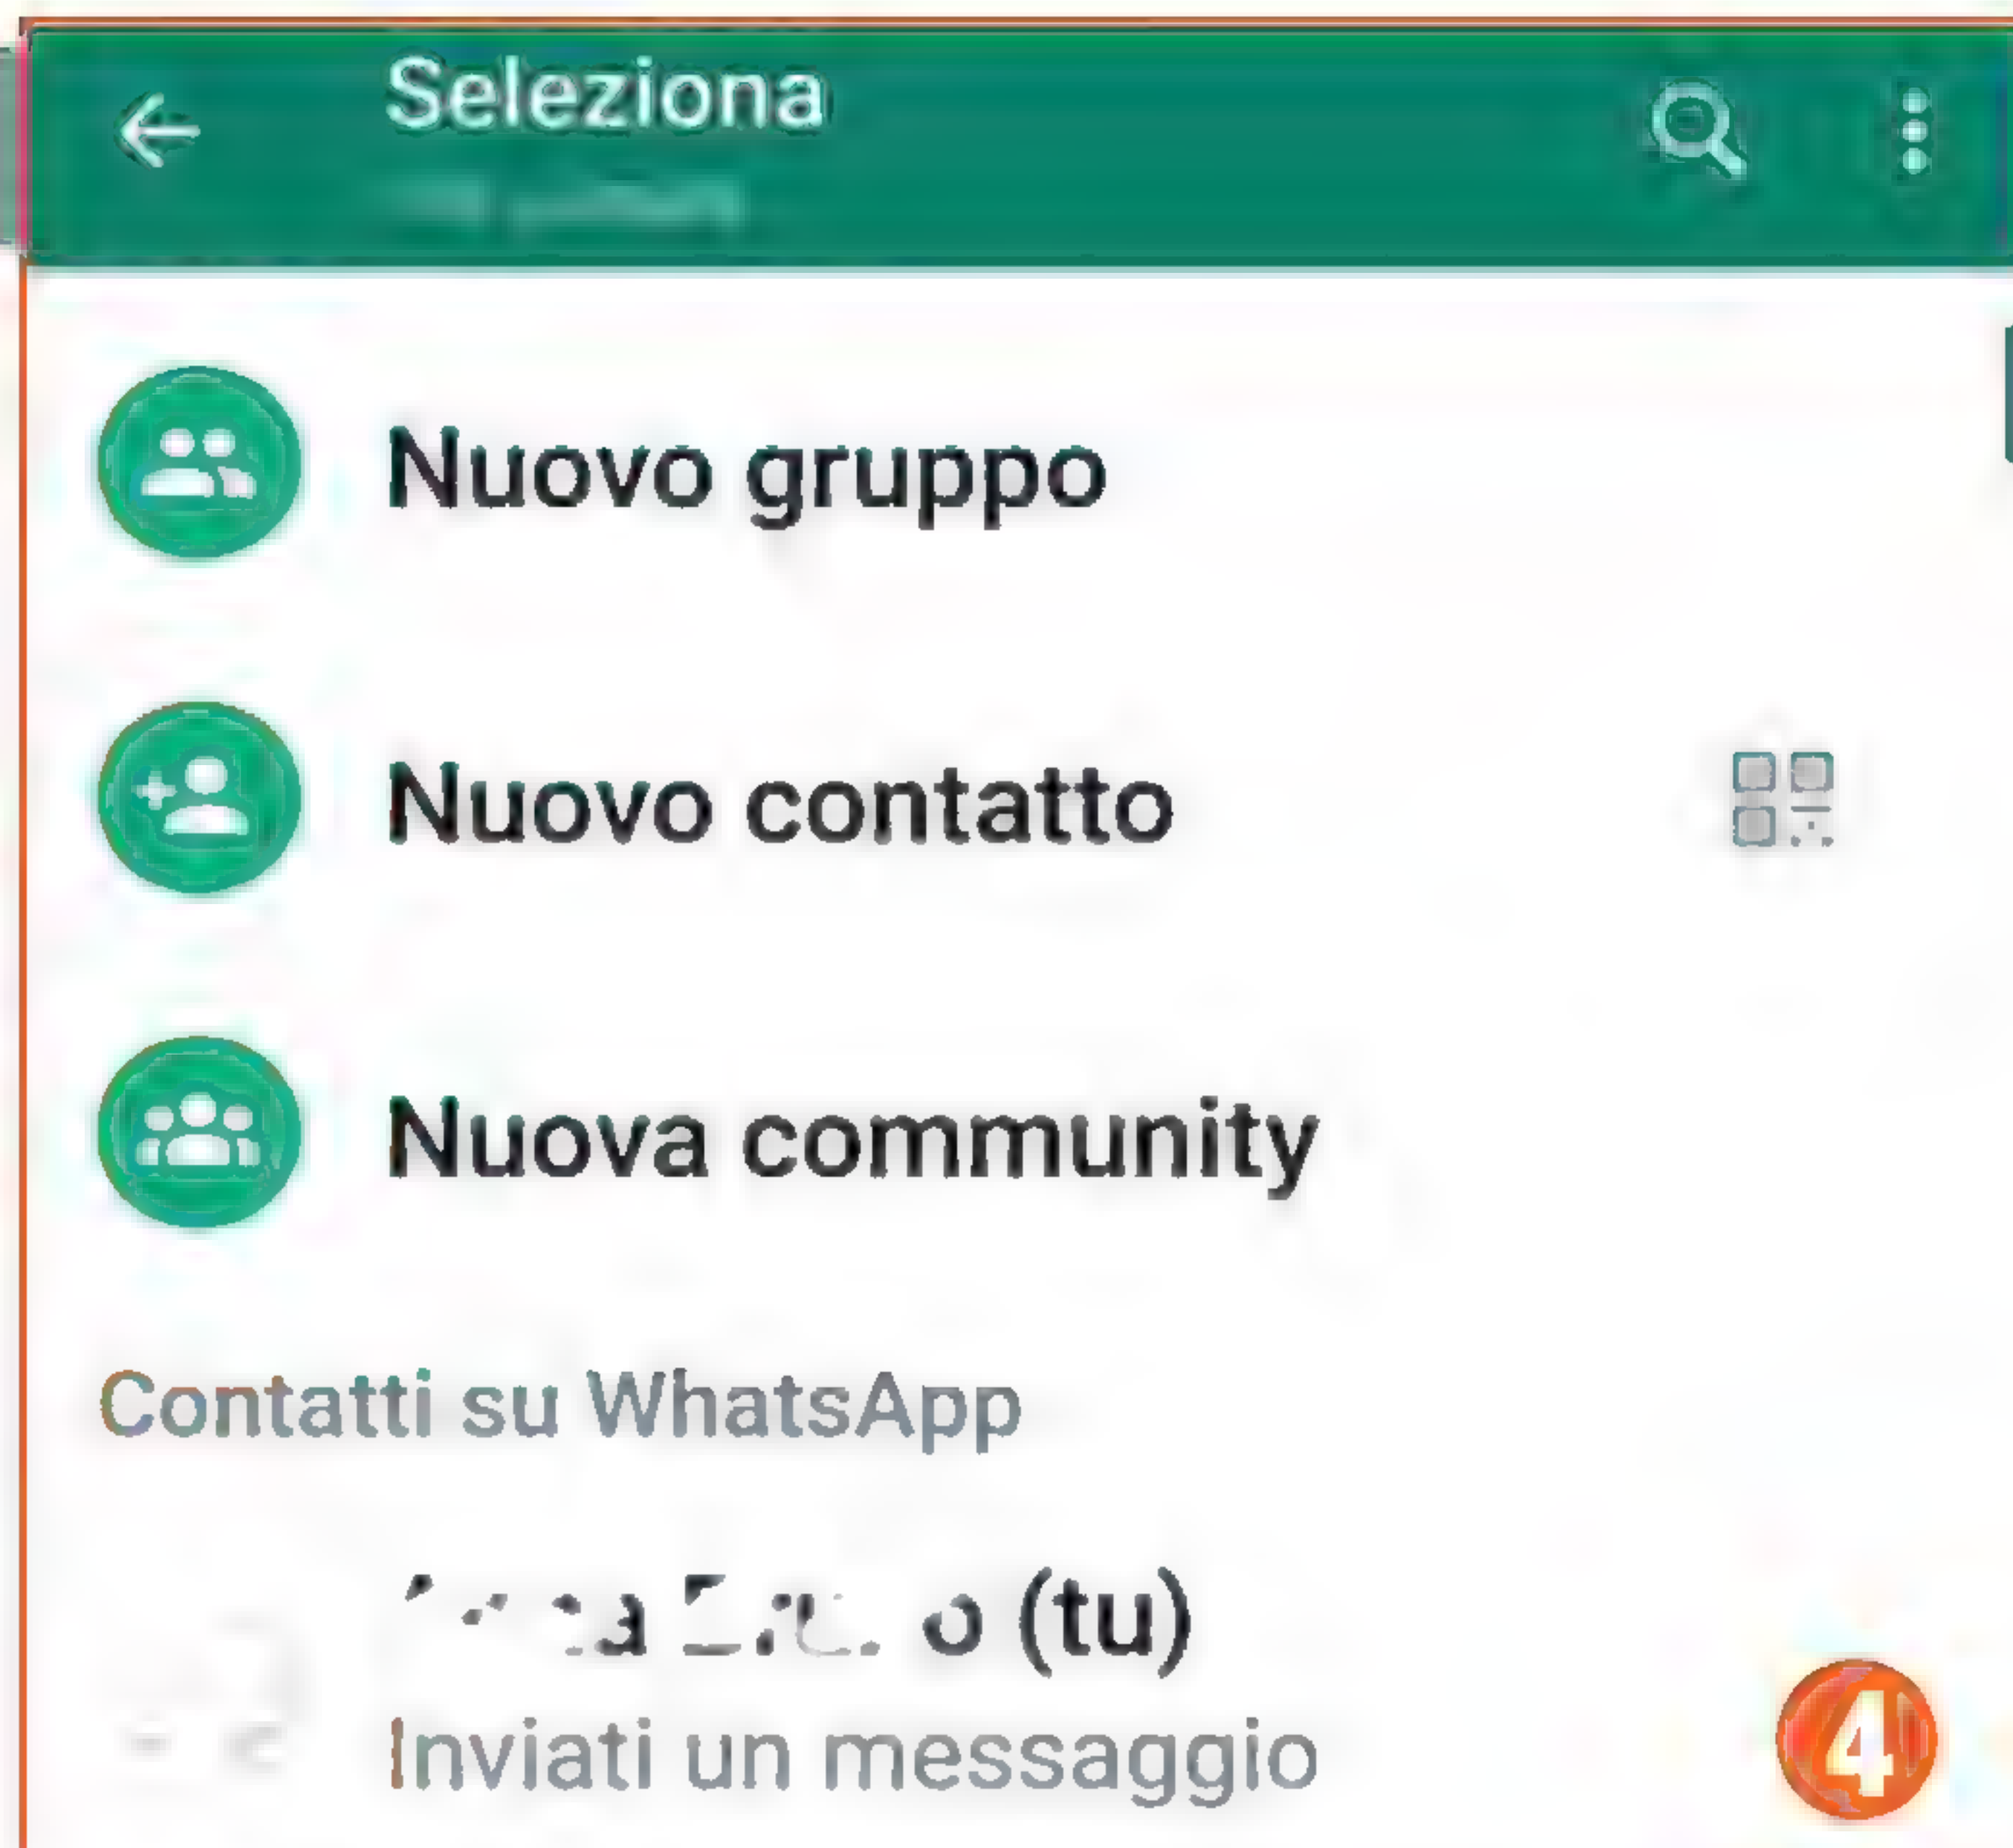 Seleziona
Nuovo gruppo
Nuovo contatto
Nuova community
Contatti su WhatsApp
(tu)
Inviati un messaggio
4